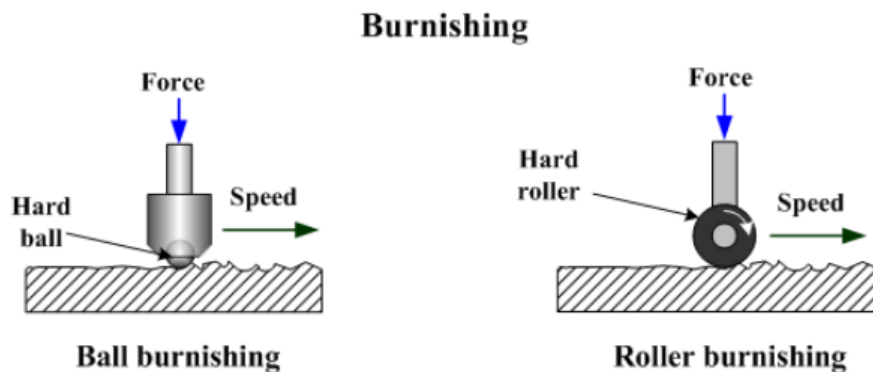 Burnishing
Force
Hard
ball
Speed
Ball burnishing
Force
Hard
roller
Speed
Roller burnishing